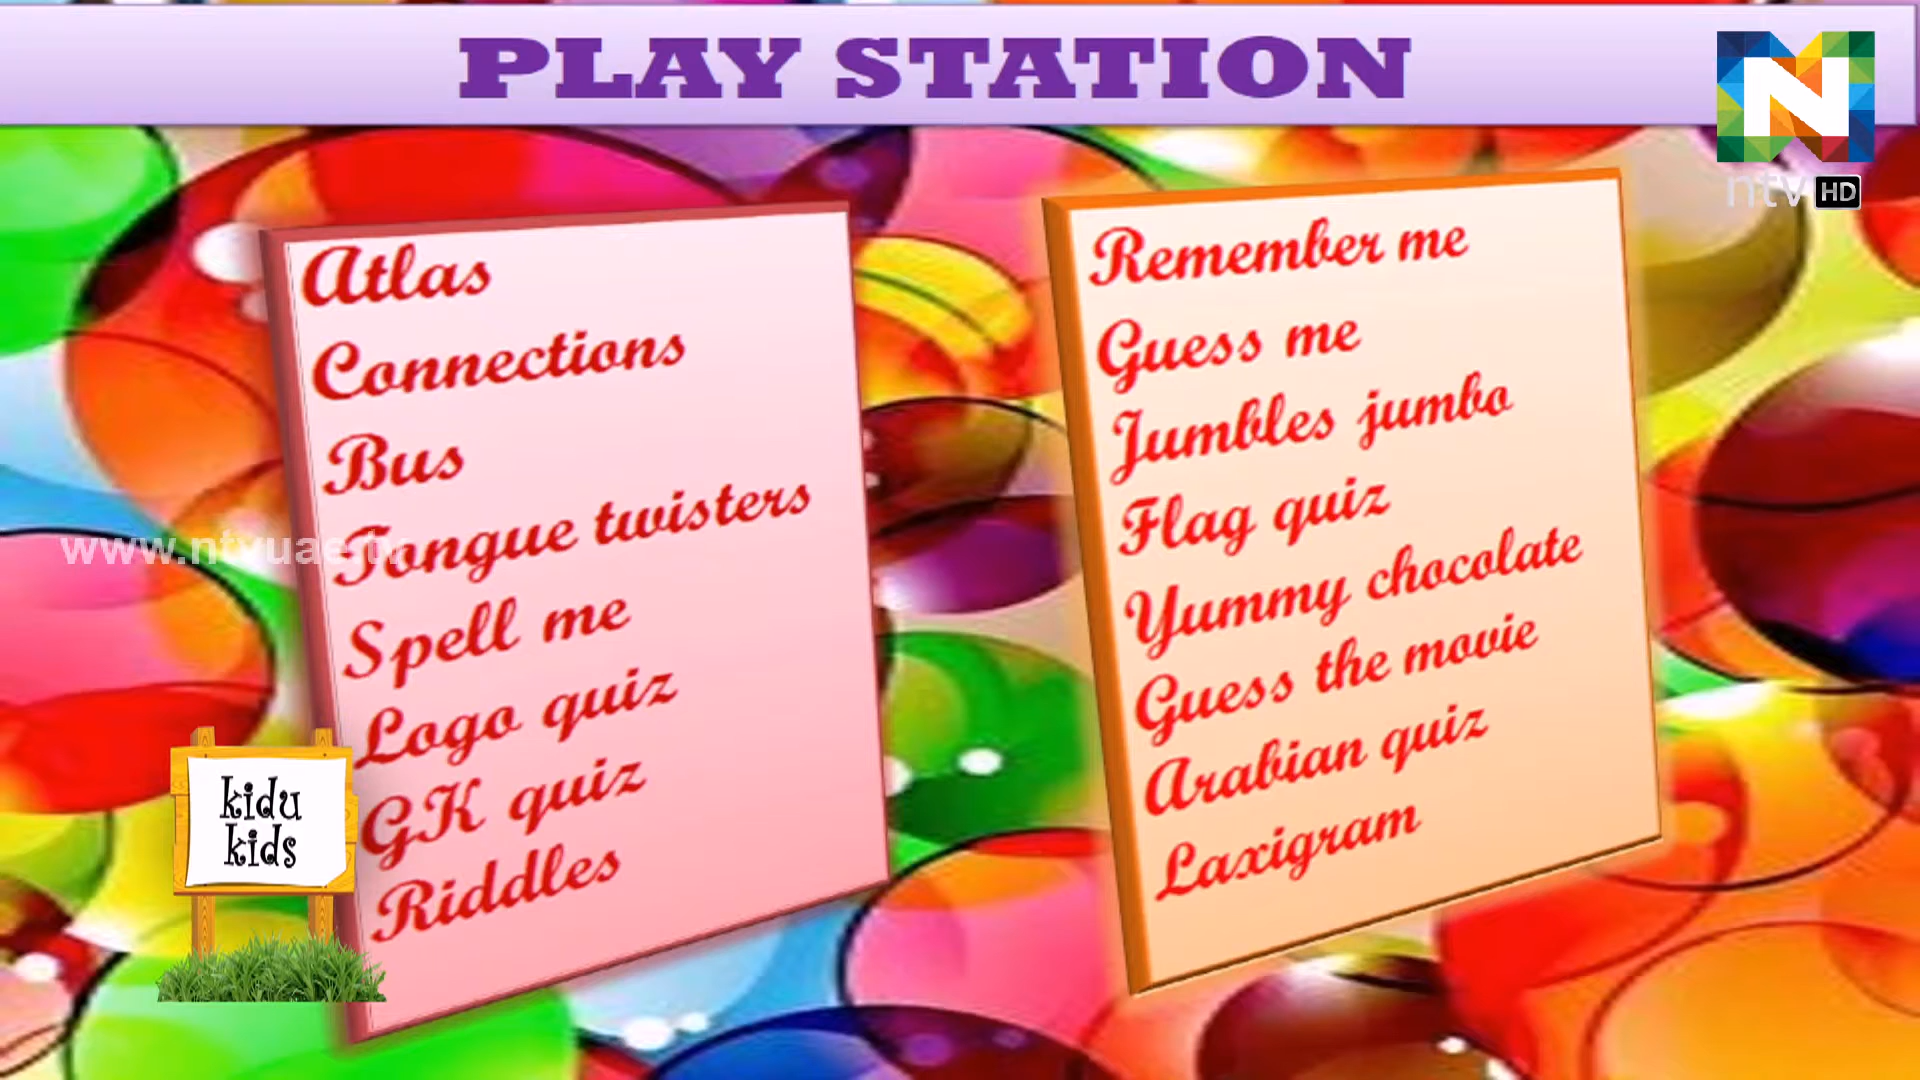 PLAY STATION
N
ntv HD
Atlas
Connections
Bus
Tongue twisters
Spell me
Logo quiz
GK quiz
Riddles
Remember me
Guess me
Jumbles jumbo
Flag quiz
Yummy chocolate
Guess the movie
Arabian quiz
Laxigram
www.ntvuae.tv
kidu
kids